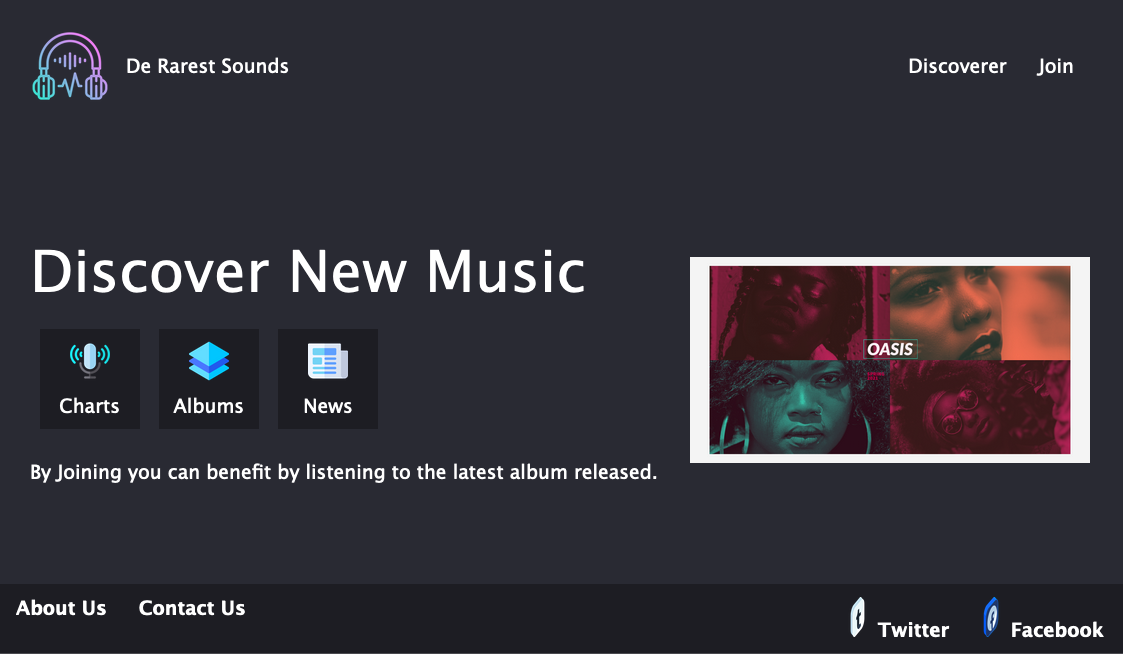 De Rarest Sounds
Discoverer Join
Discover New Music
OASIS
Charts Albums News
By Joining you can benefit by listening to the latest album released.
About Us Contact Us
Twitter Facebook